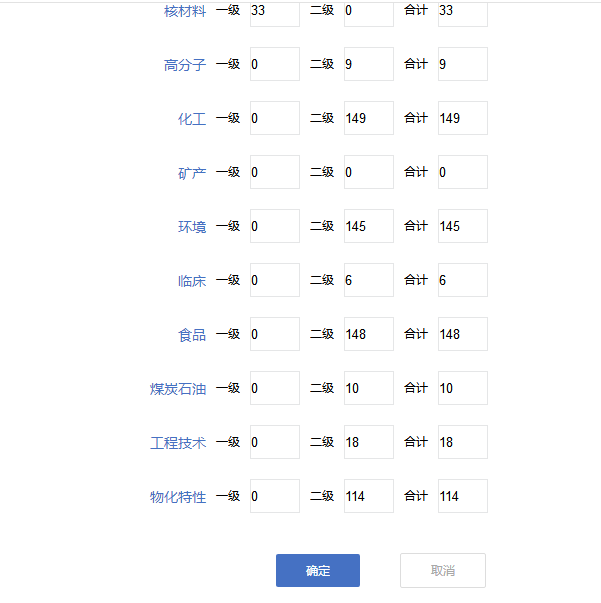 核材料 一级 33 二级 0 合计 33
高分子 一级 0 二级 9 合计 9
化工 一级 0 二级 149 合计 149
矿产 一级 0 二级 0 合计 0
环境 一级 0 二级 145 合计 145
临床 一级 0 二级 6 合计 6
食品 一级 0 二级 148 合计 148
煤炭石油 一级 0 二级 10 合计 10
工程技术 一级 0 二级 18 合计 18
物化特性 一级 0 二级 114 合计 114
确定 取消